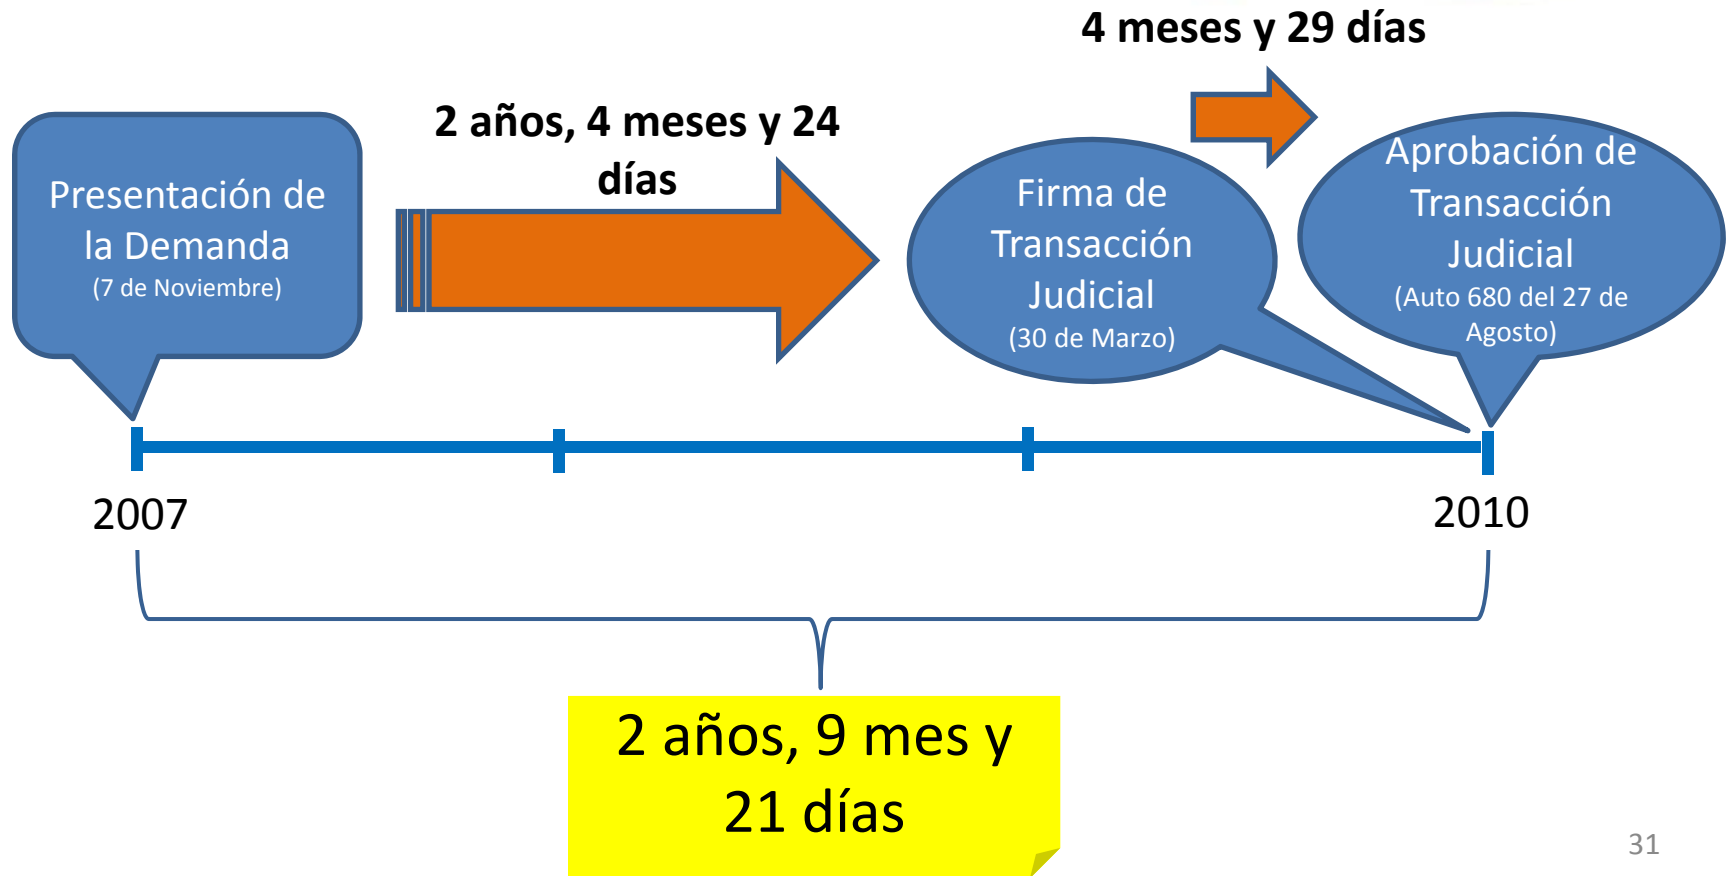 4 meses y 29 días
2 años, 4 meses y 24
días
Presentación de
la Demanda
(7 de Noviembre)
Firma de
Transacción
Judicial
(30 de Marzo)
Aprobación de
Transacción
Judicial
(Auto 680 del 27 de
Agosto)
2007
2010
2 años, 9 mes y
21 días
31